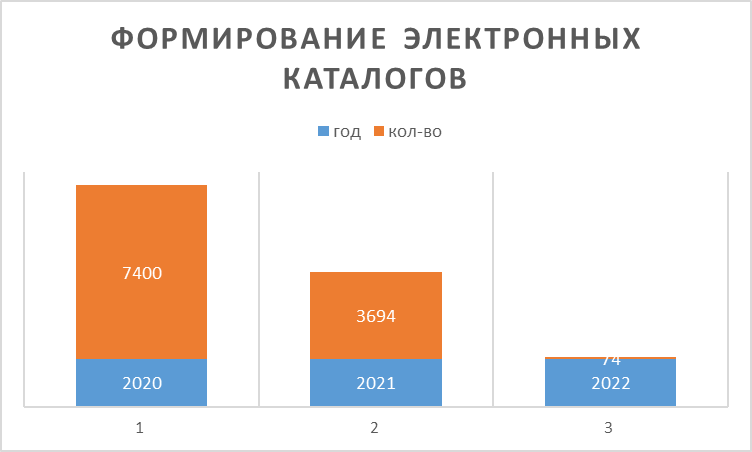 ФОРМИРОВАНИЕ ЭЛЕКТРОННЫХ
КАТАЛОГОВ
год кол-во
7400
3694
74
2020 2021 2022
1 2 3